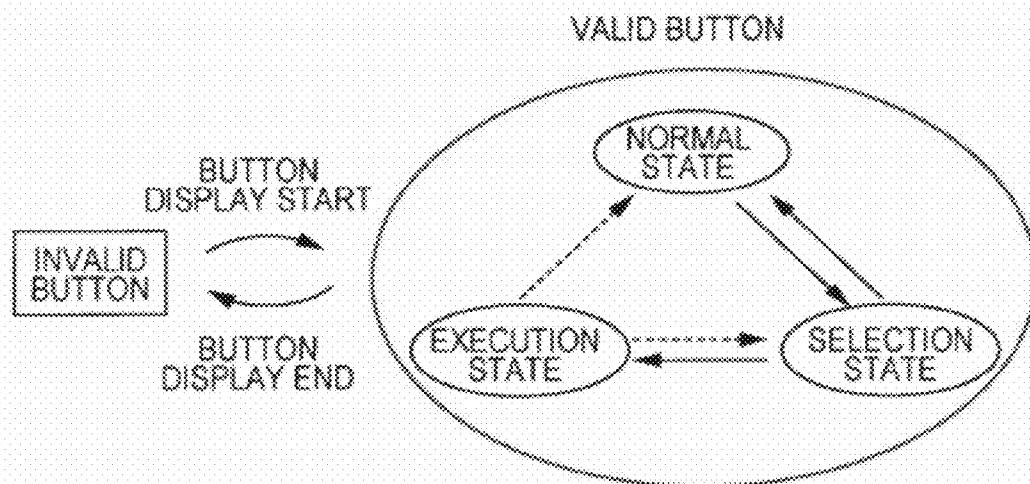 VALID BUTTON
NORMAL
STATE
BUTTON
DISPLAY START
INVALID
BUTTON
BUTTON
DISPLAY END
EXECUTION
STATE
SELECTION
STATE